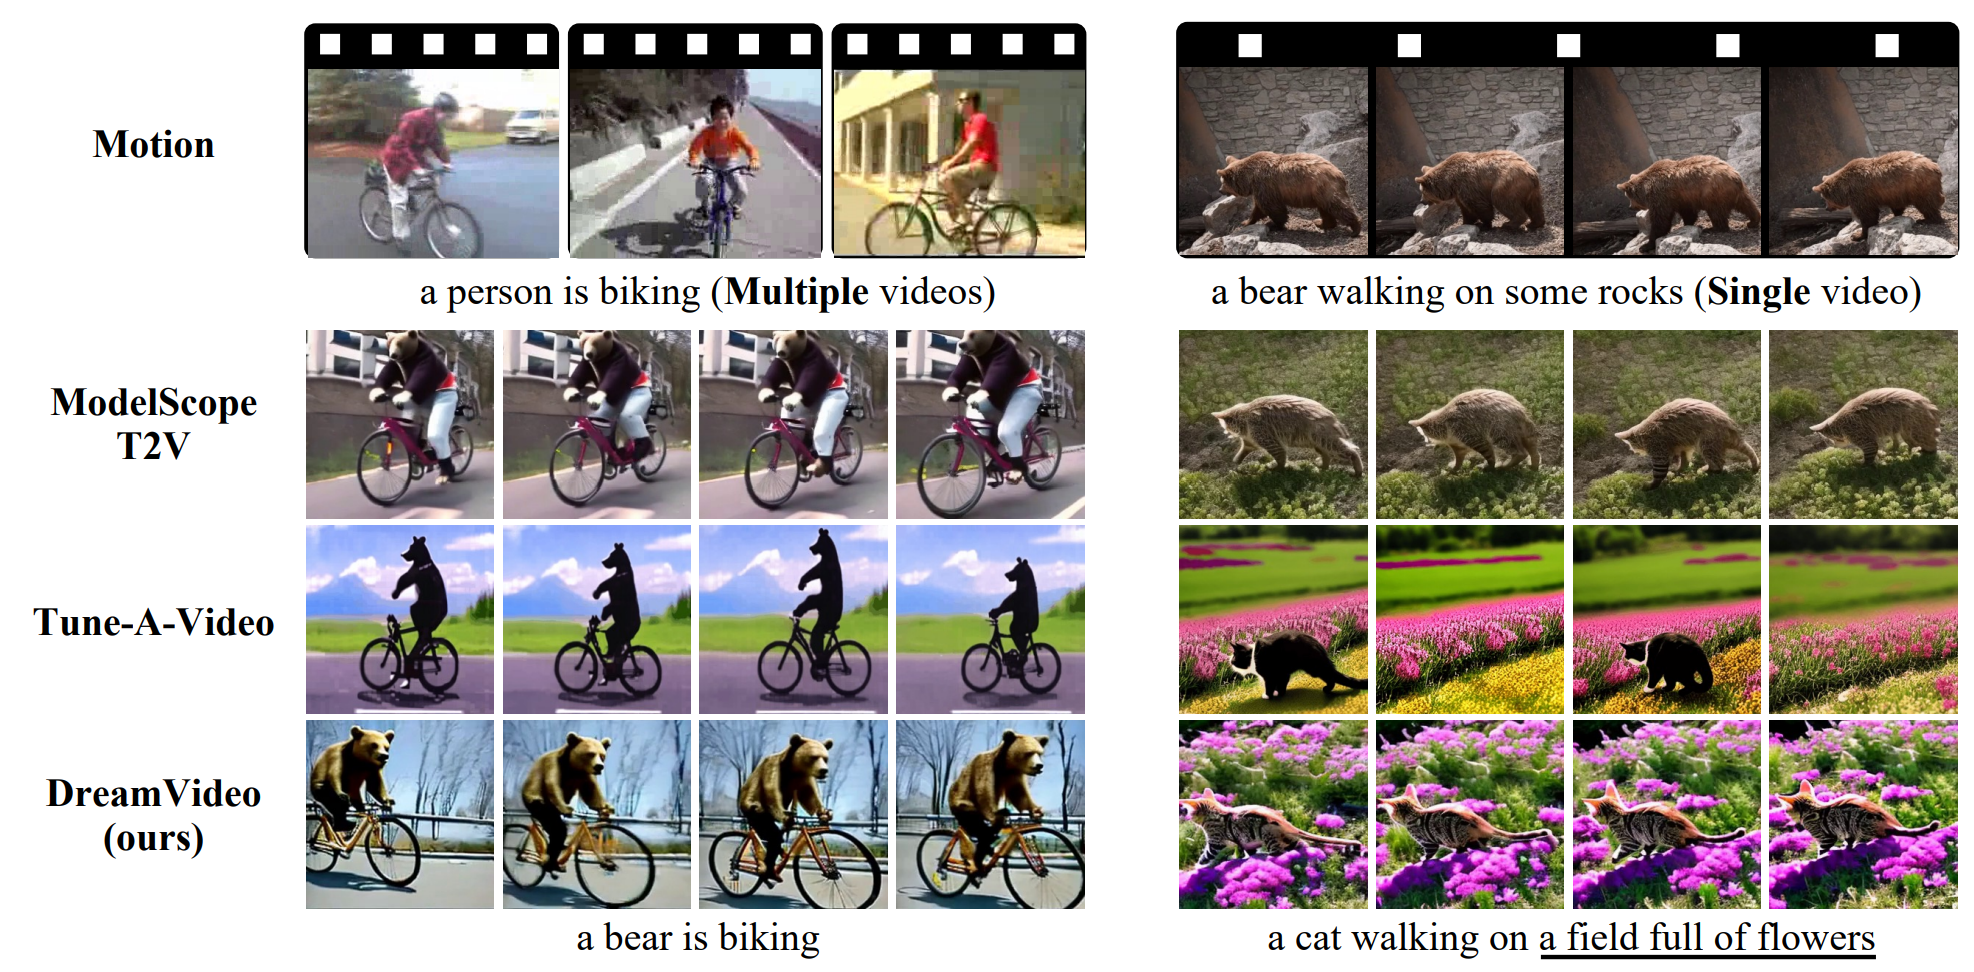 Motion
a person is biking (Multiple videos)
a bear walking on some rocks (Single video)
ModelScope
T2V
Tune-A-Video
DreamVideo
(ours)
a bear is biking
a cat walking on a field full of flowers